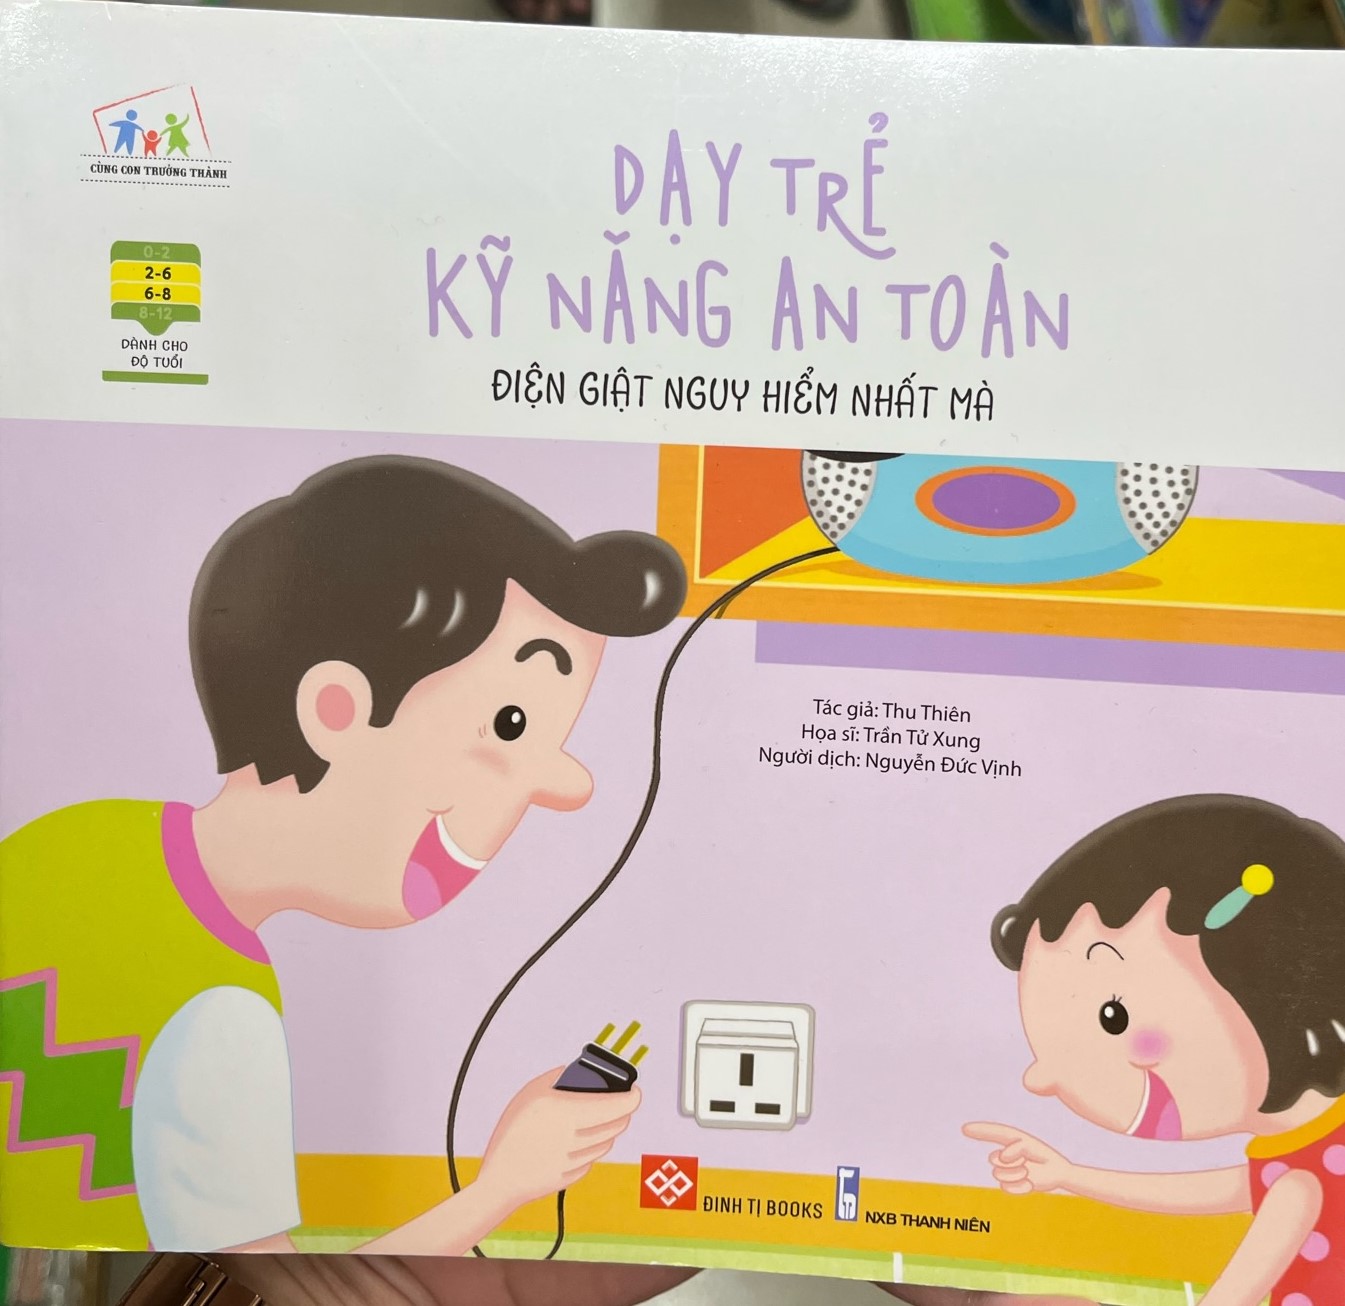 CÙNG CON TRƯỞNG THÀNH
0-2
2-6
6-8
8-12
DÀNH CHO
ĐỘ TUỔI
DẠY TRẺ
KỸ NĂNG AN TOÀN
ĐIỆN GIẬT NGUY HIỂM NHẤT MÀ
Tác giả: Thu Thiên
Họa sĩ: Trần Tử Xung
Người dịch: Nguyễn Đức Vịnh
ĐINH TỊ BOOKS
NXB THANH NIÊN